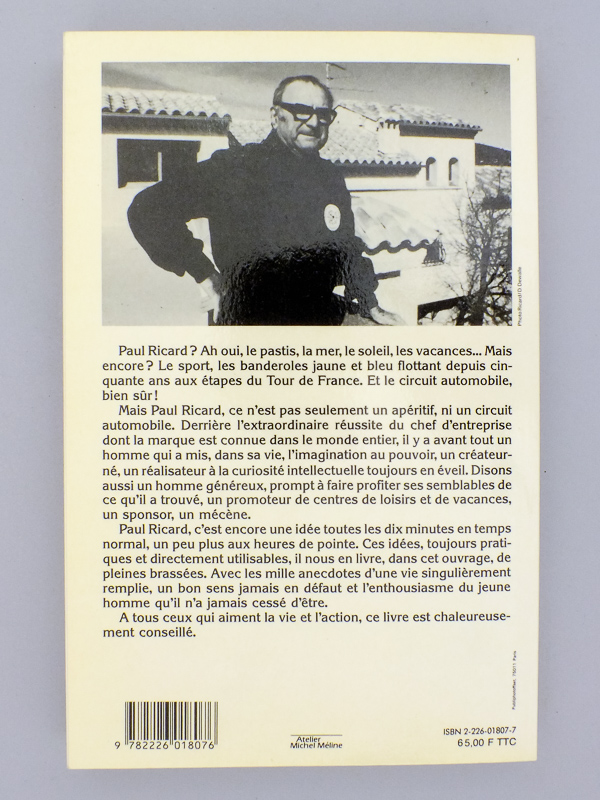 Photo Ricard/D Dewolle
Paul Ricard ? Ah oui, le pastis, la mer, le soleil, les vacances... Mais
encore ? Le sport, les banderoles jaune et bleu flottant depuis cin-
quante ans aux étapes du Tour de France. Et le circuit automobile,
bien sûr !
Mais Paul Ricard, ce n'est pas seulement un apéritif, ni un circuit
automobile. Derrière l'extraordinaire réussite du chef d'entreprise
dont la marque est connue dans le monde entier, il y a avant tout un
homme qui a mis, dans sa vie, l'imagination au pouvoir, un créateur-
né, un réalisateur à la curiosité intellectuelle toujours en éveil. Disons
aussi un homme généreux, prompt à faire profiter ses semblables de
ce qu'il a trouvé, un promoteur de centres de loisirs et de vacances,
un sponsor, un mécène.
Paul Ricard, c'est encore une idée toutes les dix minutes en temps
normal, un peu plus aux heures de pointe. Ces idées, toujours prati-
ques et directement utilisables, il nous en livre, dans cet ouvrage, de
pleines brassées. Avec les mille anecdotes d'une vie singulièrement
remplie, un bon sens jamais en défaut et l'enthousiasme du jeune
homme qu'il n'a jamais cessé d'être.
A tous ceux qui aiment la vie et l'action, ce livre est chaleureuse-
ment conseillé.
75011 Paris
9 782226 018076
Atelier
Michel Méline
ISBN 2-226-01807-7
65,00 F TTC